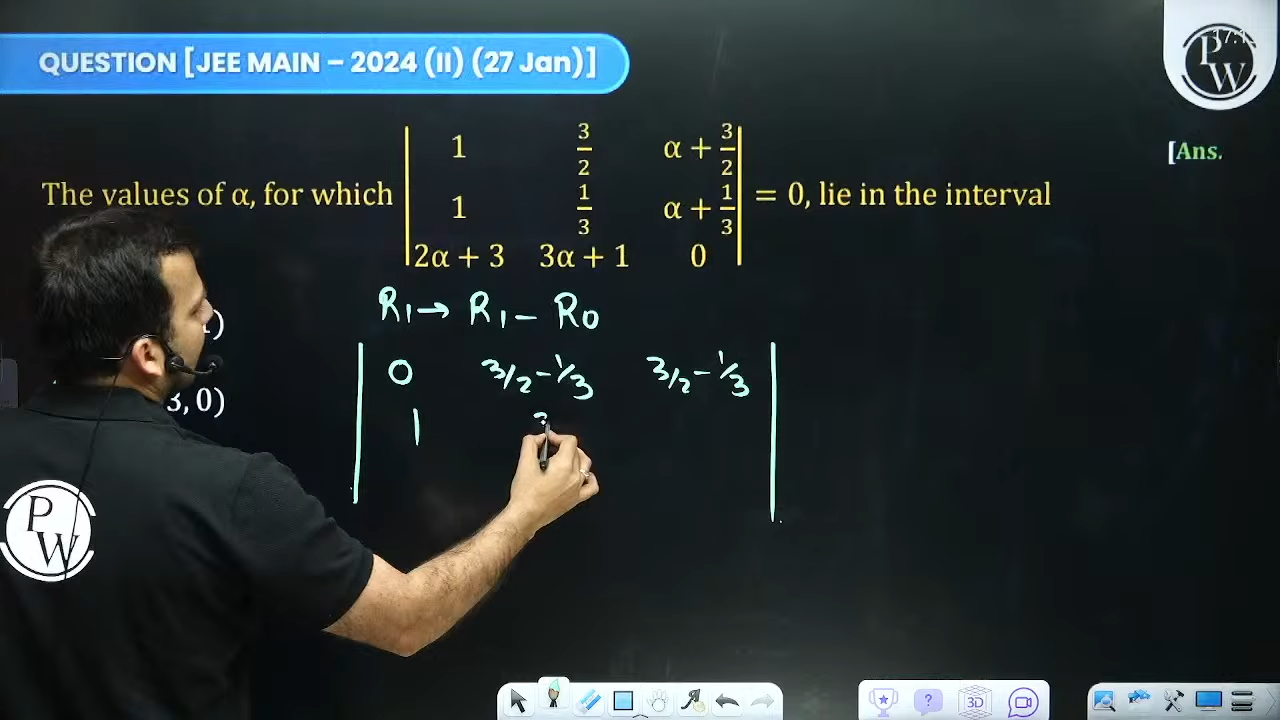 QUESTION [JEE MAIN – 2024 (II) (27 Jan)]
PW
[Ans.
The values of α, for which | 1 3/2 α + 3/2 |
| 1 1/3 α + 1/3 | = 0, lie in the interval
| 2α + 3 3α + 1 0 |
R₁ → R₁ – R₀
0 3/2 – 1/3 3/2 – 1/3
3, 0)
1
PW
3D